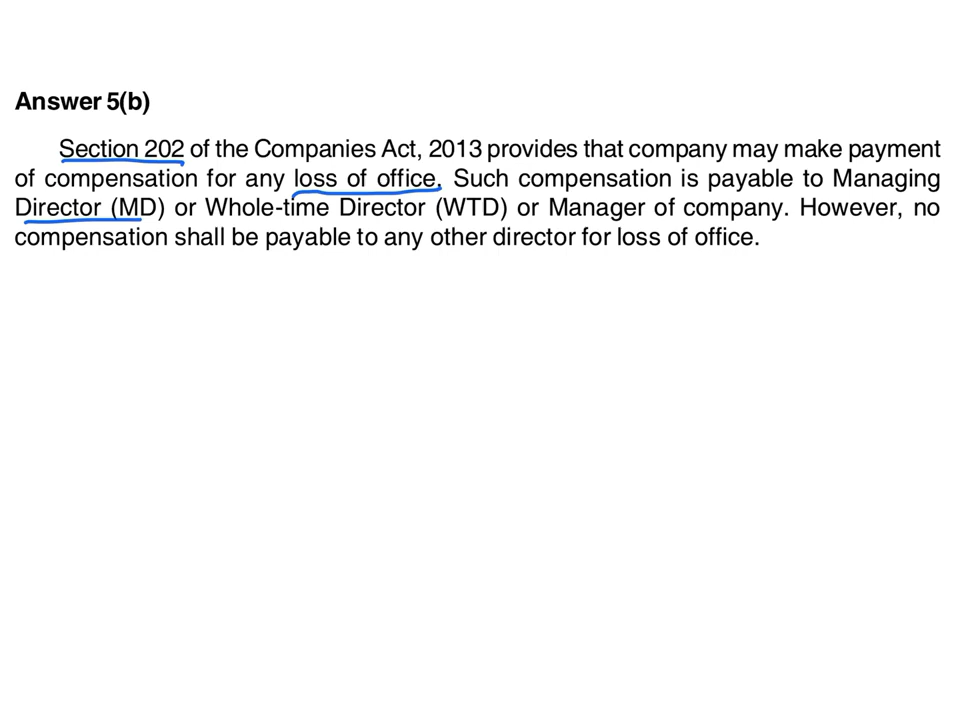 Answer 5(b)
Section 202 of the Companies Act, 2013 provides that company may make payment
of compensation for any loss of office. Such compensation is payable to Managing
Director (MD) or Whole-time Director (WTD) or Manager of company. However, no
compensation shall be payable to any other director for loss of office.